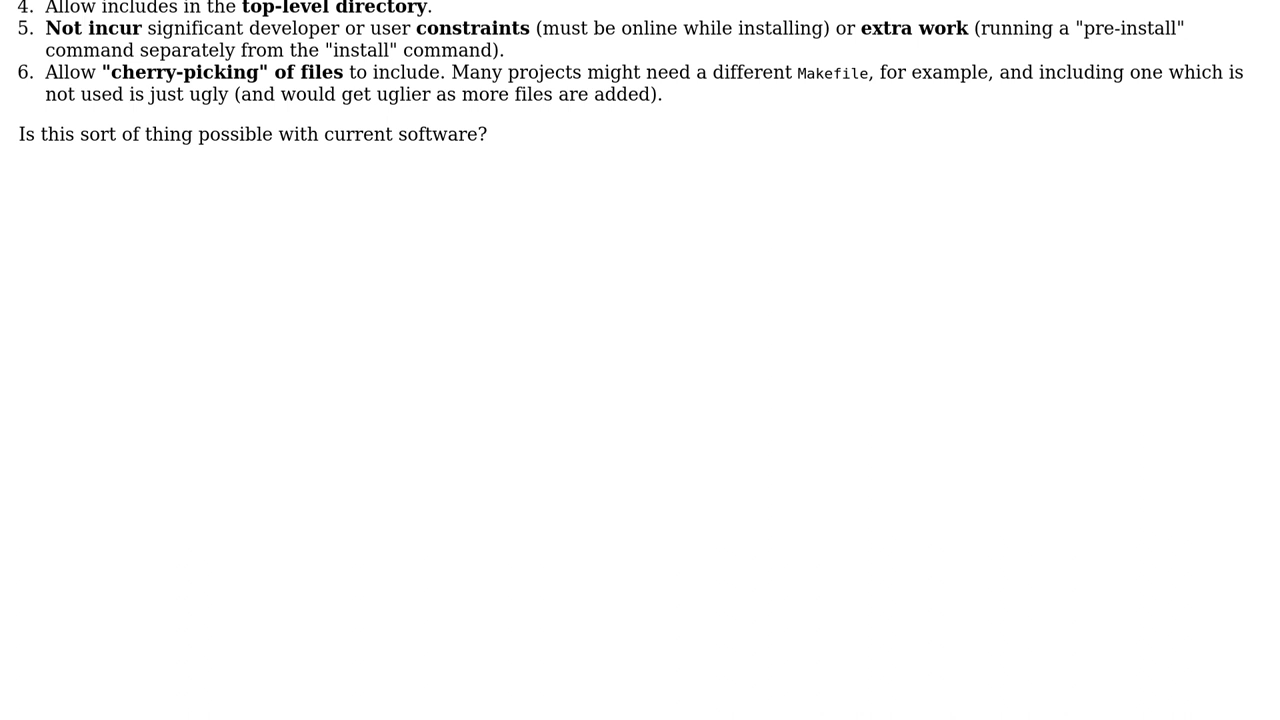 4. Allow includes in the top-level directory.
5. Not incur significant developer or user constraints (must be online while installing) or extra work (running a "pre-install"
command separately from the "install" command).
6. Allow "cherry-picking" of files to include. Many projects might need a different Makefile, for example, and including one which is
not used is just ugly (and would get uglier as more files are added).
Is this sort of thing possible with current software?